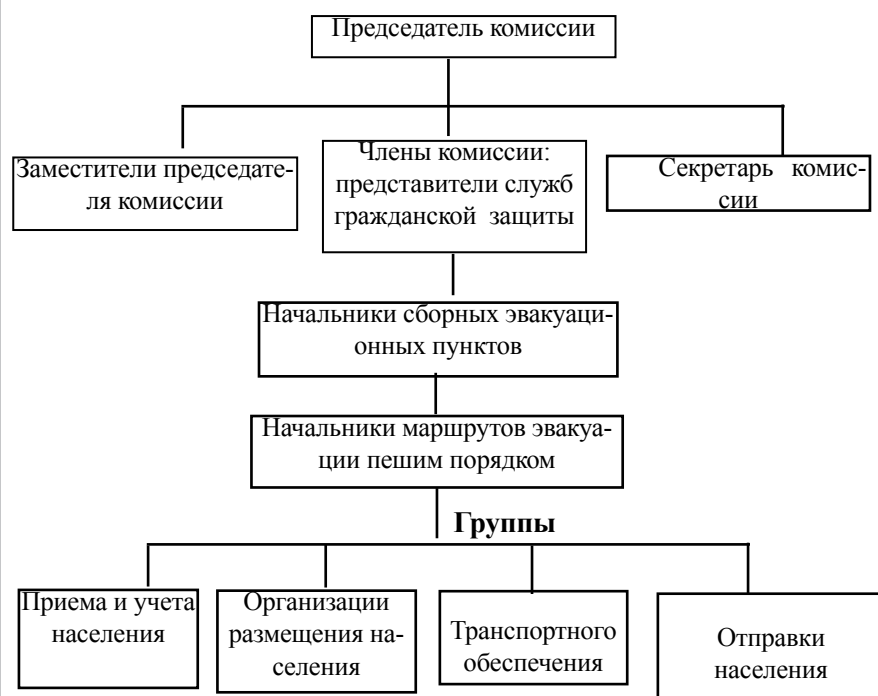 Председатель комиссии
Заместители председате-
ля комиссии
Члены комиссии:
представители служб
гражданской защиты
Секретарь комис-
сии
Начальники сборных эвакуаци-
онных пунктов
Начальники маршрутов эвакуа-
ции пешим порядком
Группы
Приема и учета
населения
Организации
размещения на-
селения
Транспортного
обеспечения
Отправки
населения